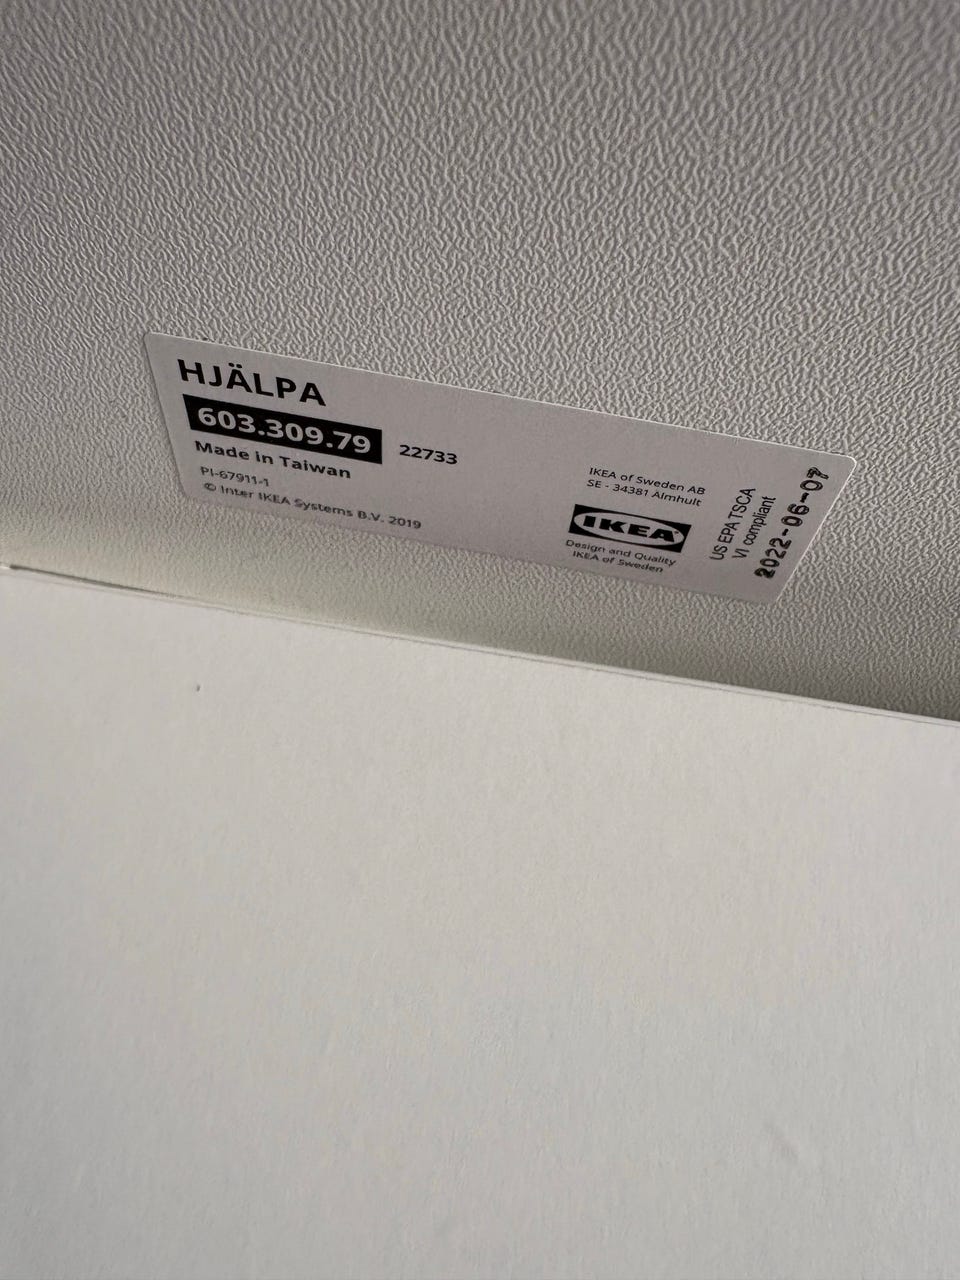 HJÄLPA
603.309.79 22733
Made in Taiwan
PI-67911-1
© Inter IKEA Systems B.V. 2019
IKEA of Sweden AB
SE - 34381 Älmhult
IKEA
Design and Quality
IKEA of Sweden
US EPA TSCA
VI compliant
2022-06-07